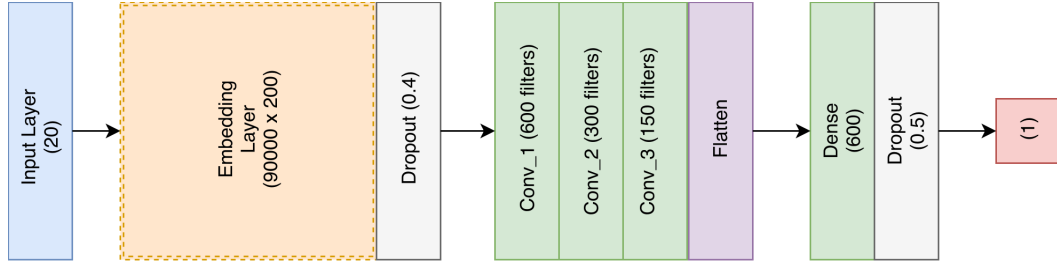 Input Layer
(20)
Embedding
Layer
(90000 x 200)
Dropout (0.4)
Conv_1 (600 filters)
Conv_2 (300 filters)
Conv_3 (150 filters)
Flatten
Dense
(600)
Dropout
(0.5)
(1)